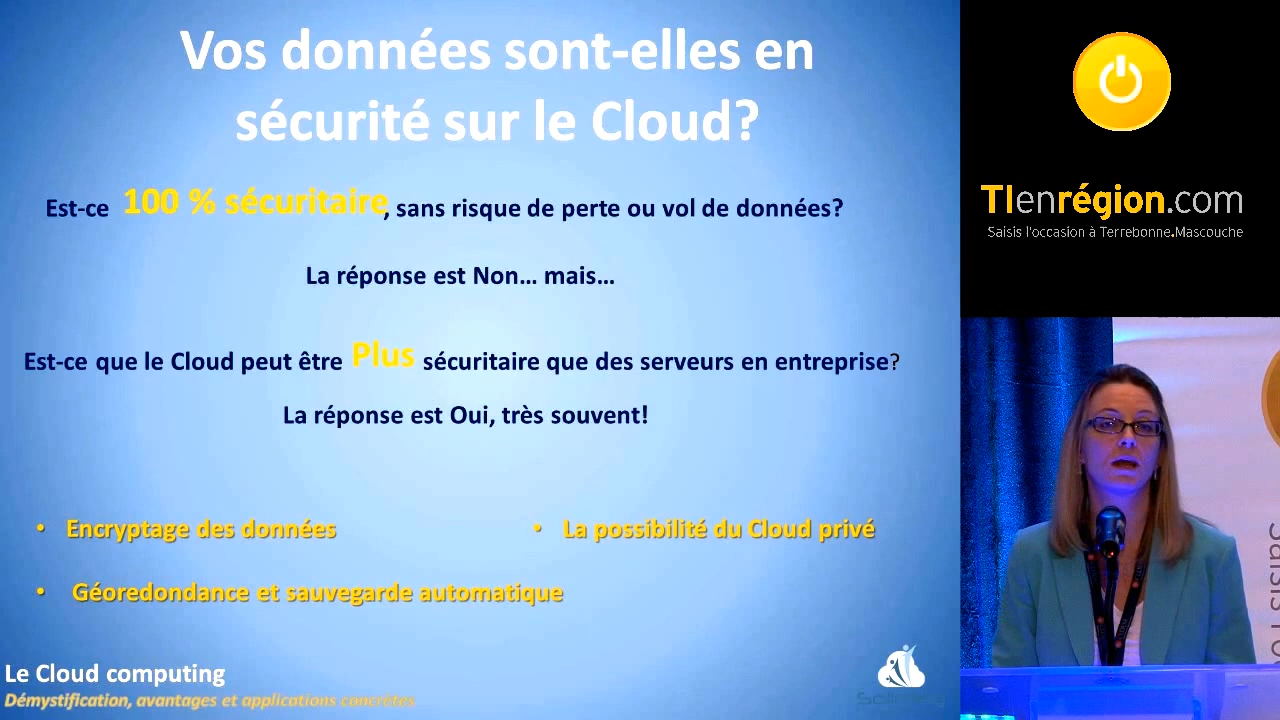 Vos données sont-elles en
sécurité sur le Cloud?
Est-ce 100 % sécuritaire, sans risque de perte ou vol de données?
La réponse est Non… mais…
Est-ce que le Cloud peut être Plus sécuritaire que des serveurs en entreprise?
La réponse est Oui, très souvent!
• Encryptage des données
• La possibilité du Cloud privé
• Géoredondance et sauvegarde automatique
Le Cloud computing
Démystification, avantages et applications concrètes
TIenrégion.com
Saisis l'occasion à Terrebonne.Mascouche